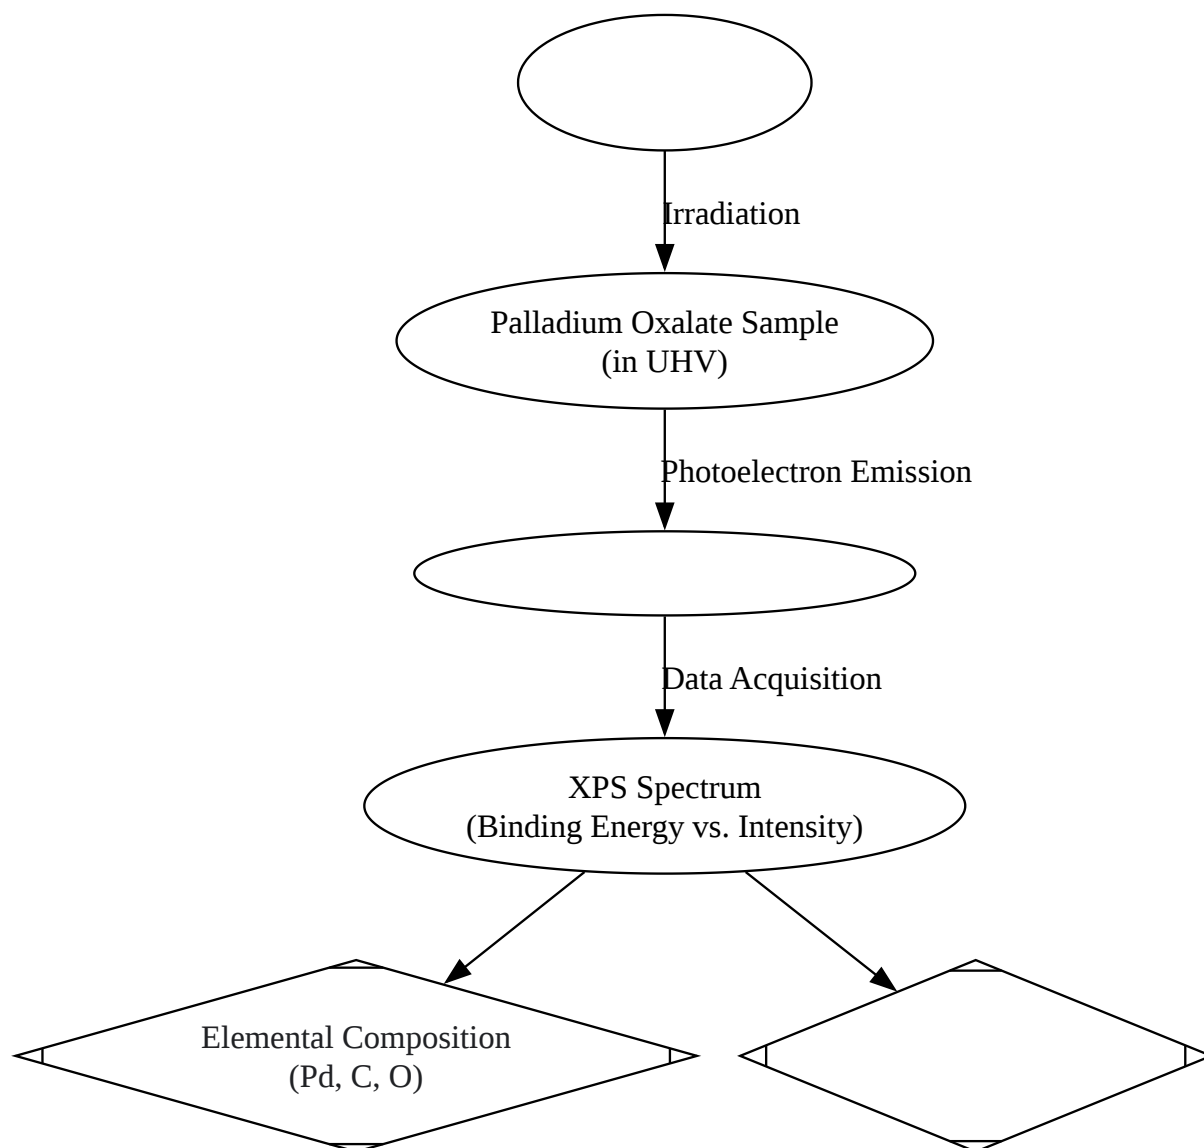 Irradiation
Palladium Oxalate Sample
(in UHV)
Photoelectron Emission
Data Acquisition
XPS Spectrum
(Binding Energy vs. Intensity)
Elemental Composition
(Pd, C, O)